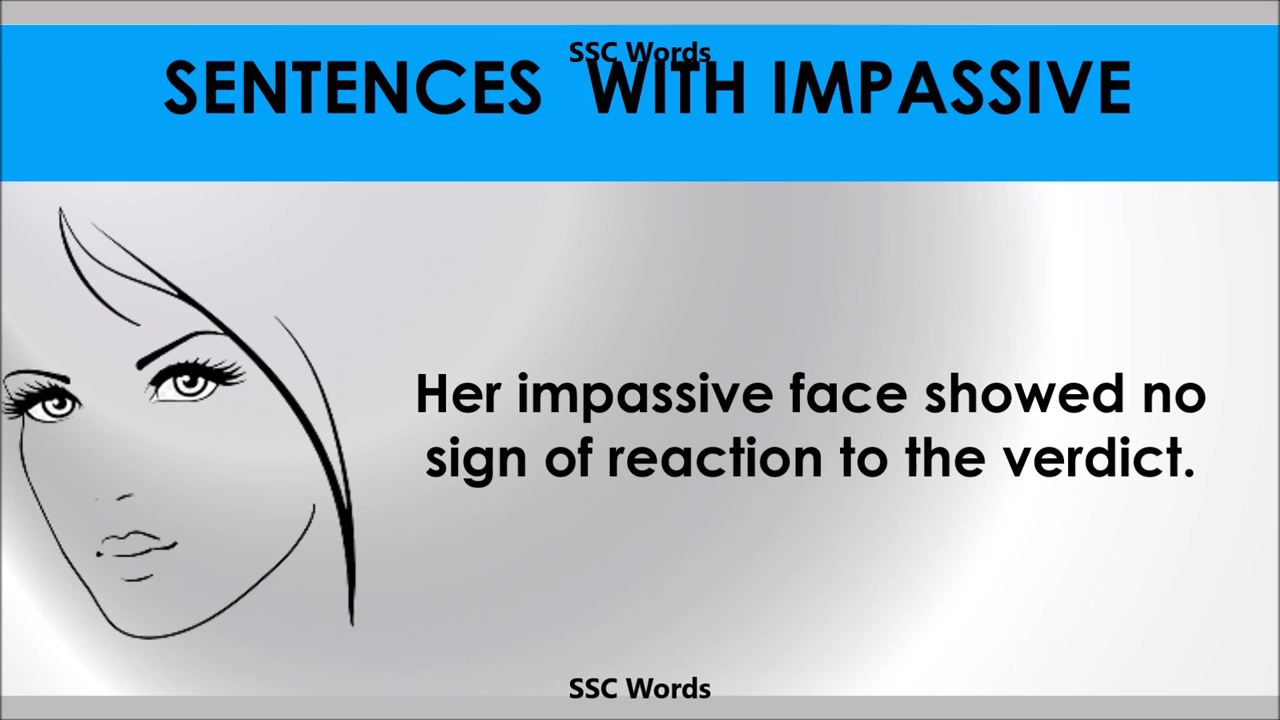 SSC Words
SENTENCES WITH IMPASSIVE
Her impassive face showed no
sign of reaction to the verdict.
SSC Words